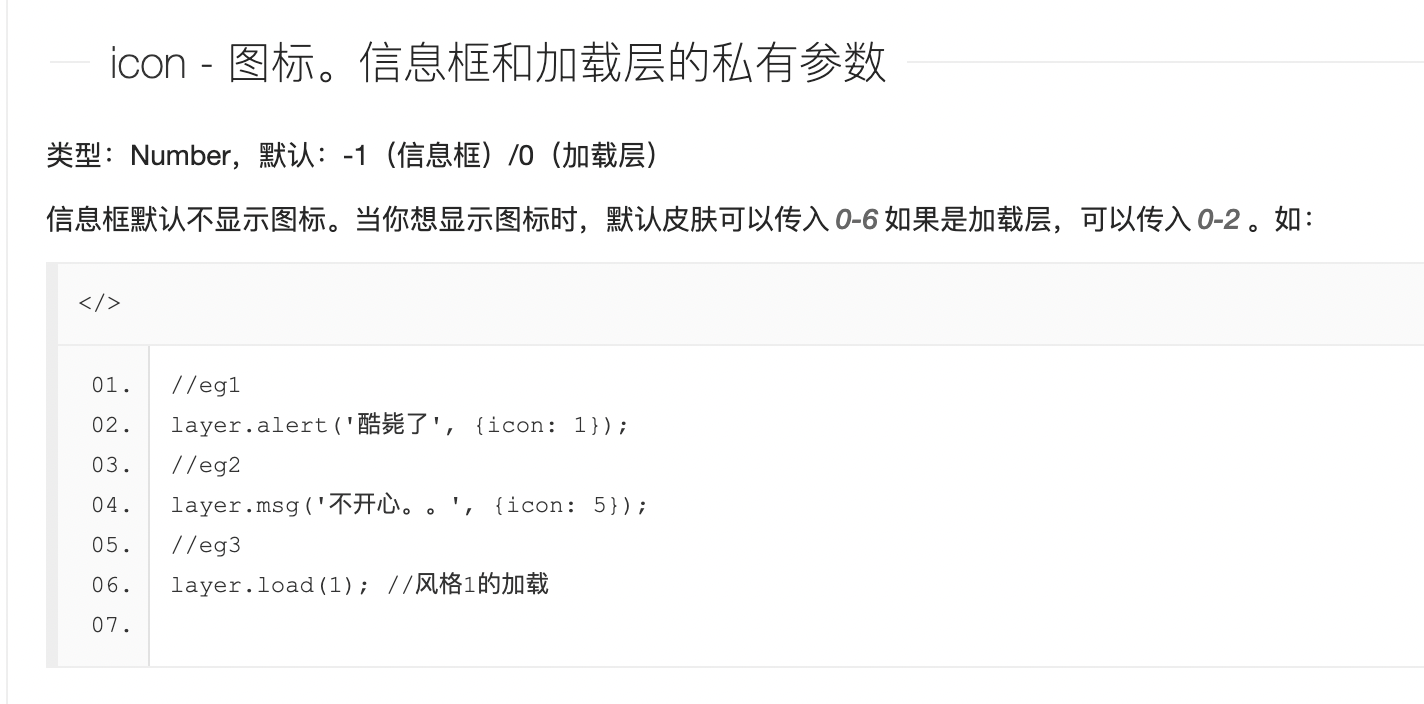 icon - 图标。信息框和加载层的私有参数
类型：Number，默认：-1（信息框）/0（加载层）
信息框默认不显示图标。当你想显示图标时，默认皮肤可以传入0-6如果是加载层，可以传入0-2。如：
</>
01. //eg1
02. layer.alert('酷毙了', {icon: 1});
03. //eg2
04. layer.msg('不开心。。', {icon: 5});
05. //eg3
06. layer.load(1); //风格1的加载
07.